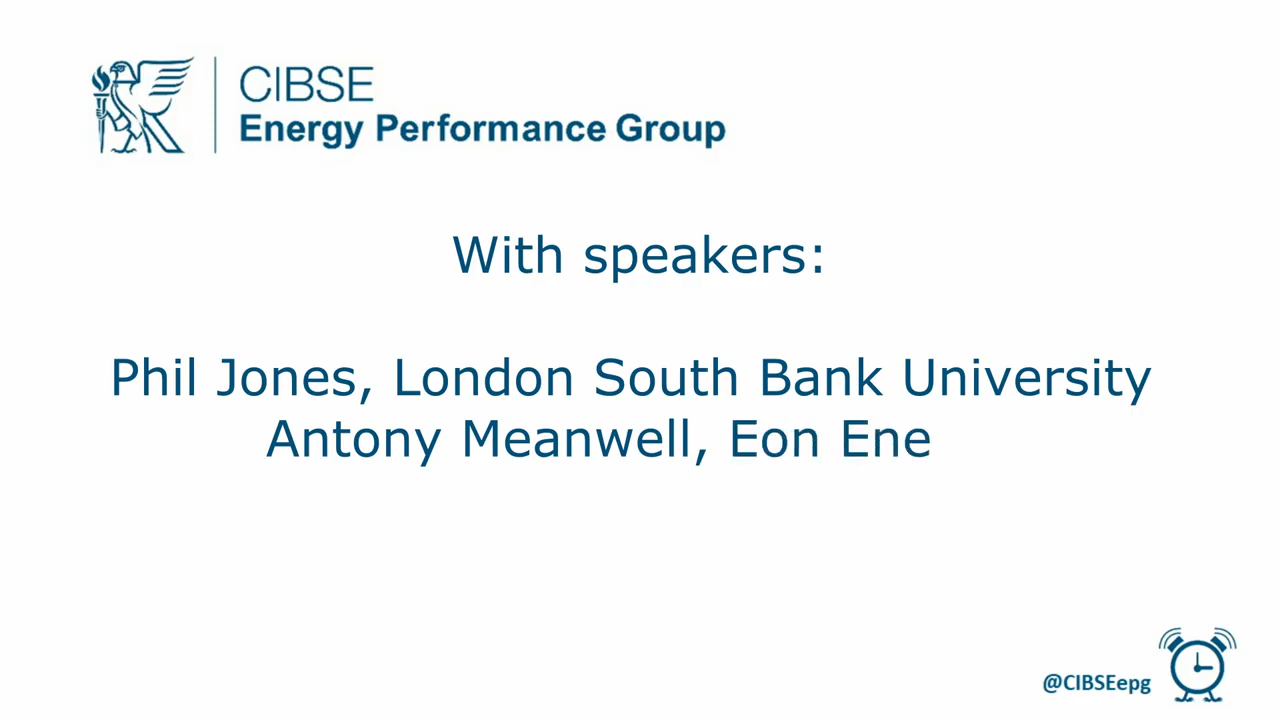 CIBSE
Energy Performance Group
With speakers:
Phil Jones, London South Bank University
Antony Meanwell, Eon Ene
@CIBSEepg